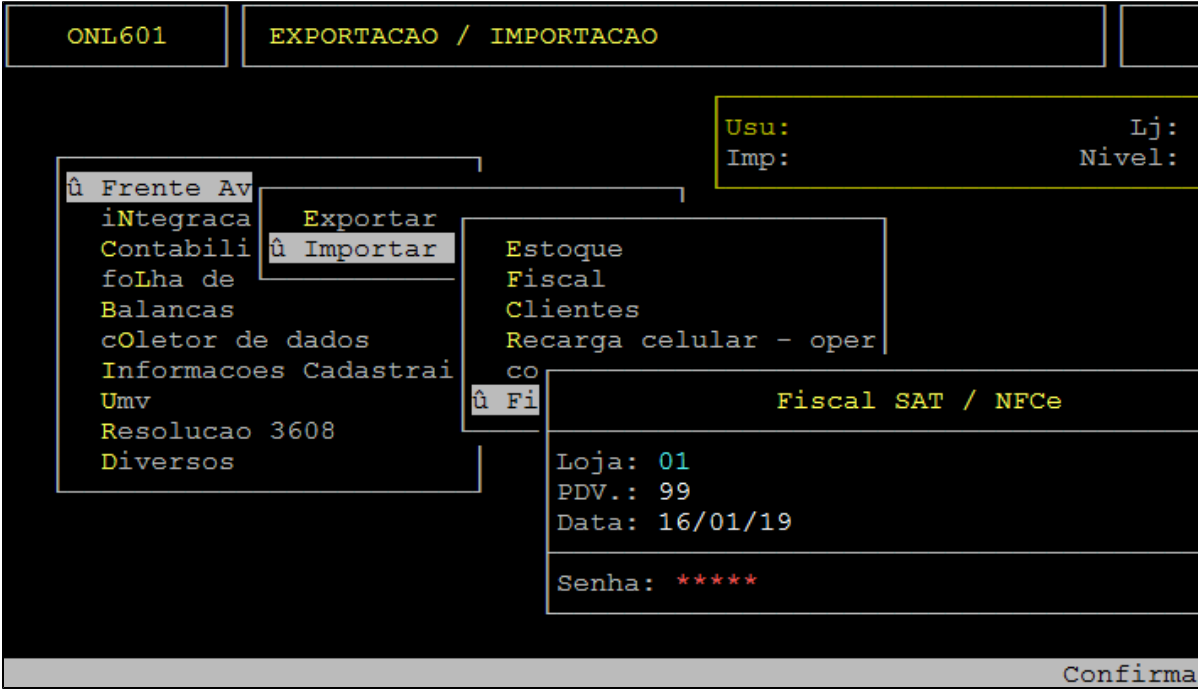 ONL601 EXPORTACAO / IMPORTACAO
Usu: Lj:
Imp: Nivel:
û Frente Av
iNtegraca Exportar
Contabili û Importar Estoque
foLha de Fiscal
Balancas Clientes
cOletor de dados Recarga celular - oper
Informacoes Cadastrai co
Umv û Fi Fiscal SAT / NFCe
Resolucao 3608
Diversos Loja: 01
PDV.: 99
Data: 16/01/19
Senha: *****
Confirma